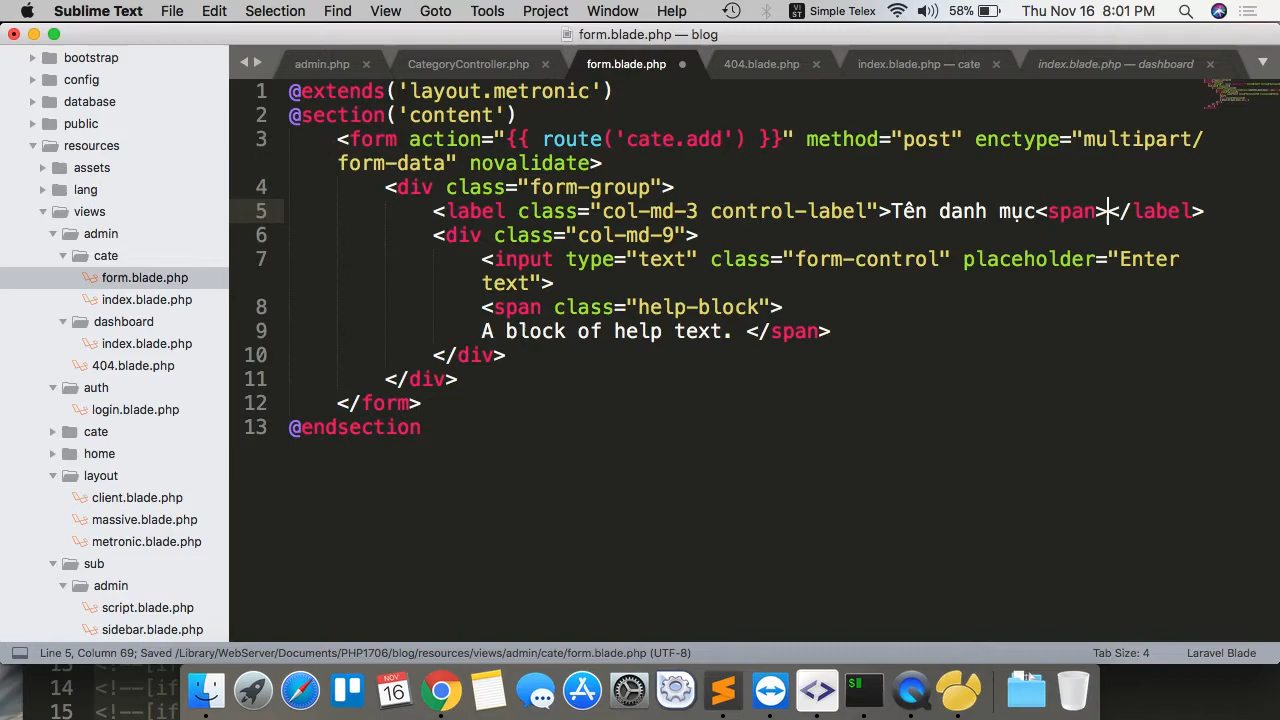 Sublime Text File Edit Selection Find View Goto Tools Project Window Help VI ST Simple Telex 58% Thu Nov 16 8:01 PM
form.blade.php — blog
admin.php CategoryController.php form.blade.php 404.blade.php index.blade.php — cate index.blade.php — dashboard
bootstrap
config
database
public
resources
assets
lang
views
admin
cate
form.blade.php
index.blade.php
dashboard
index.blade.php
404.blade.php
auth
login.blade.php
cate
home
layout
client.blade.php
massive.blade.php
metronic.blade.php
sub
admin
script.blade.php
sidebar.blade.php
1 @extends('layout.metronic')
2 @section('content')
3 <form action="{{ route('cate.add') }}" method="post" enctype="multipart/
form-data" novalidate>
4 <div class="form-group">
5 <label class="col-md-3 control-label">Tên danh mục<span></label>
6 <div class="col-md-9">
7 <input type="text" class="form-control" placeholder="Enter
text">
8 <span class="help-block">
9 A block of help text. </span>
10 </div>
11 </div>
12 </form>
13 @endsection
Line 5, Column 69; Saved /Library/WebServer/Documents/PHP1706/blog/resources/views/admin/cate/form.blade.php (UTF-8) Tab Size: 4 Laravel Blade
14 <!--[if
15 <!--[if
NOV
16